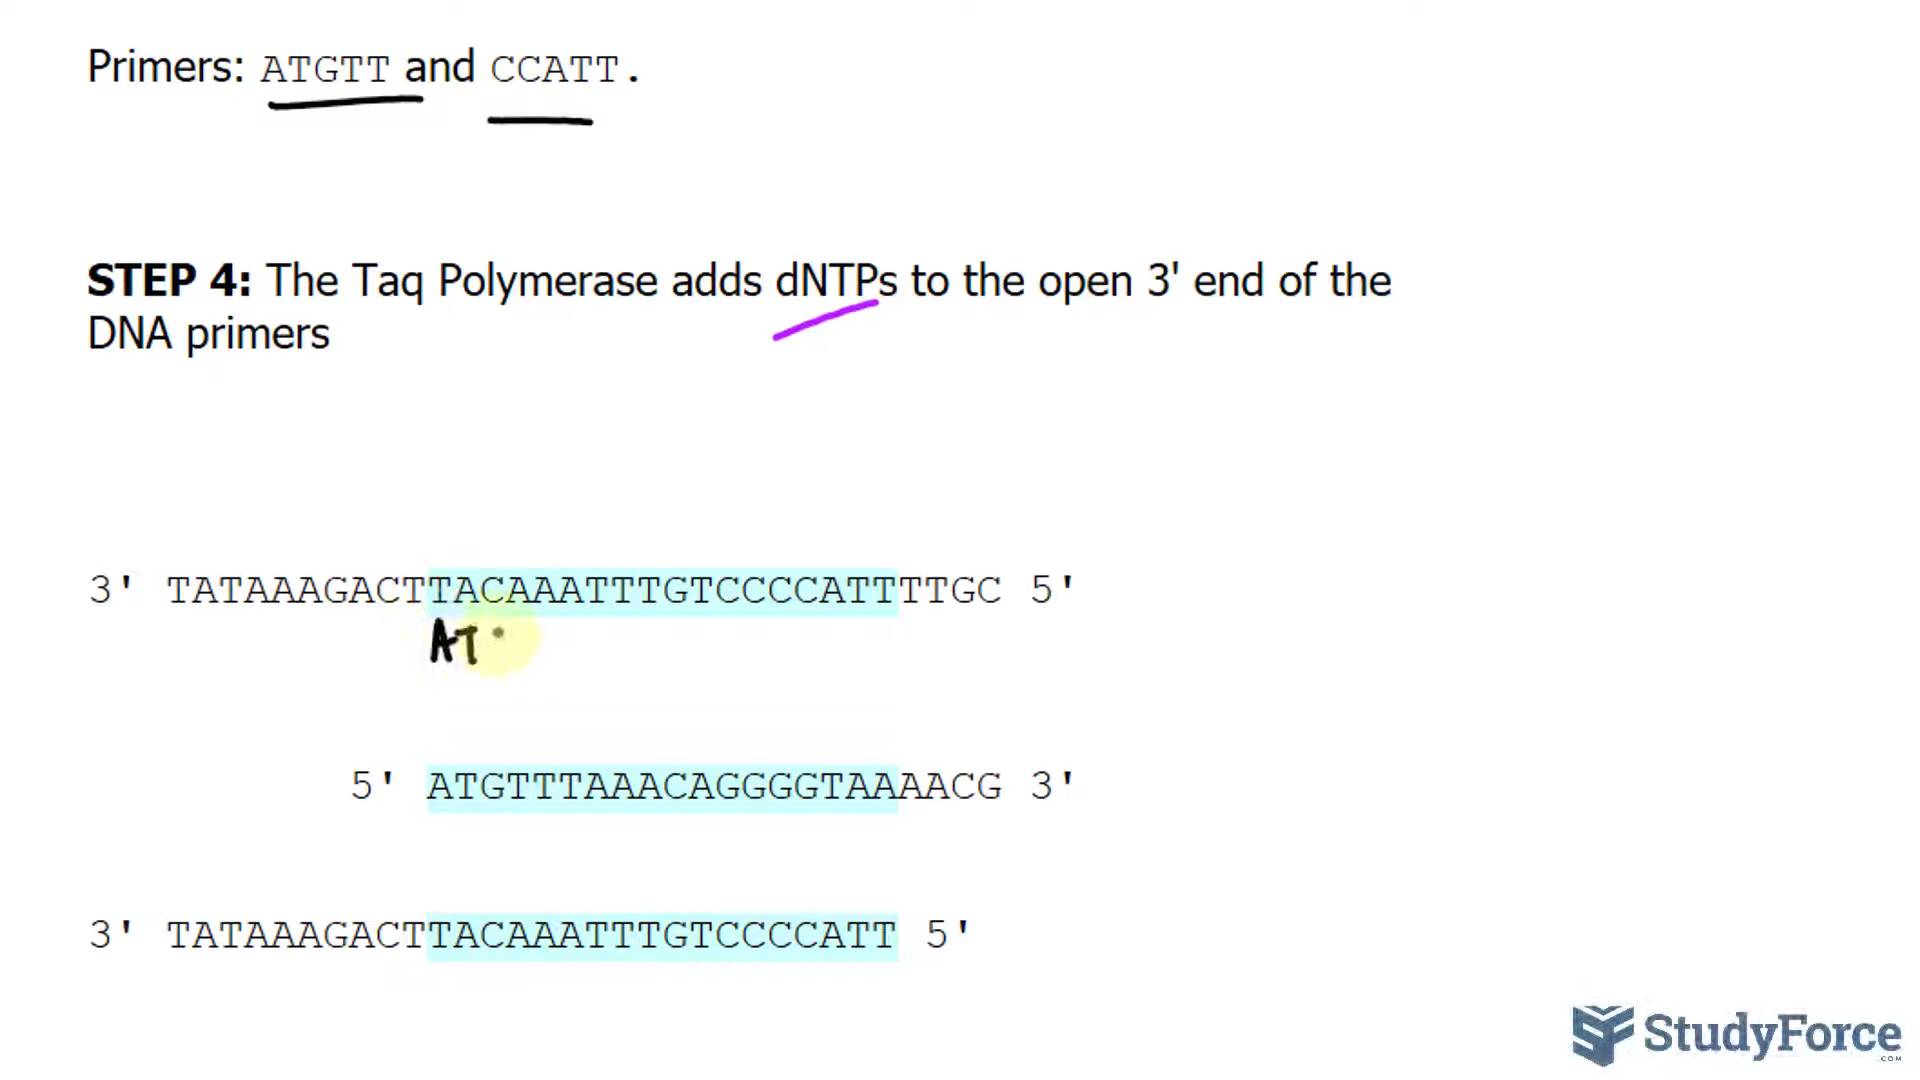 Primers: ATGTT and CCATT.
STEP 4: The Taq Polymerase adds dNTPs to the open 3' end of the
DNA primers
3' TATAAAGACTTACAAATTTGTCCCCATTTTGC 5'
AT
5' ATGTTTAAACAGGGGTAAAACG 3'
3' TATAAAGACTTACAAATTTGTCCCCATT 5'
StudyForce
.COM